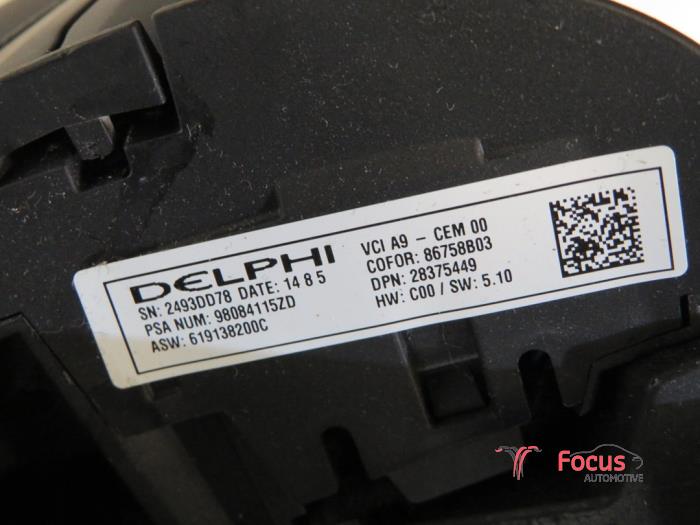 DELPHI
SN: 2493DD78 DATE: 14 8 5
PSA NUM: 98084115ZD
ASW: 619138200C
VCI A9 - CEM 00
COFOR: 86758B03
DPN: 28375449
HW: C00 / SW: 5.10
Focus
AUTOMOTIVE